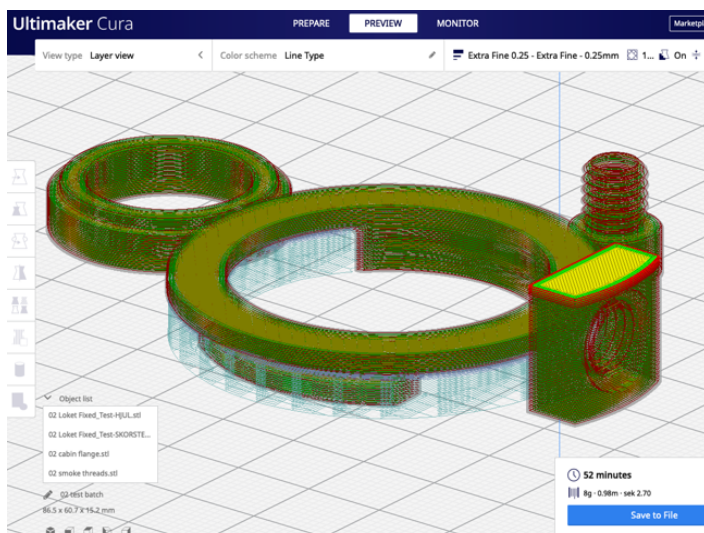 Ultimaker Cura
PREPARE PREVIEW MONITOR
View type Layer view
Color scheme Line Type
Extra Fine 0.25 - Extra Fine - 0.25mm 1... On
Object list
02 Loket Fixed_Test-HJUL.stl
02 Loket Fixed_Test-SKORSTE...
02 cabin flange.stl
02 smoke threads.stl
02 test batch
86.5 x 60.7 x 15.2 mm
52 minutes
8g · 0.98m · sek 2.70
Save to File